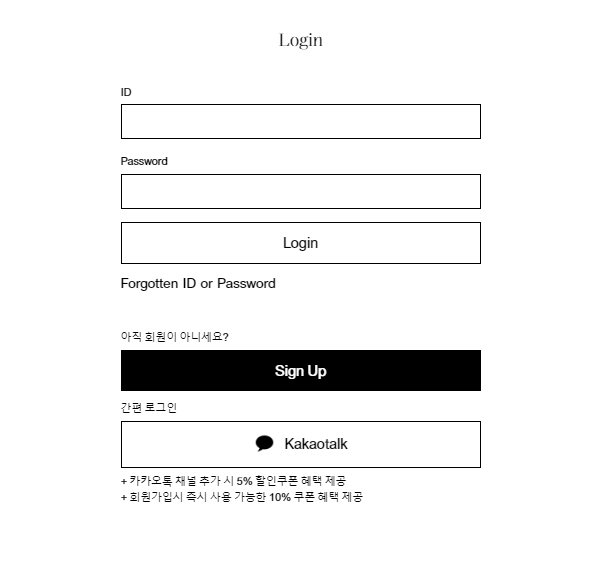 Login
ID
Password
Login
Forgotten ID or Password
아직 회원이 아니세요?
Sign Up
간편 로그인
Kakaotalk
+ 카카오톡 채널 추가 시 5% 할인쿠폰 혜택 제공
+ 회원가입시 즉시 사용 가능한 10% 쿠폰 혜택 제공